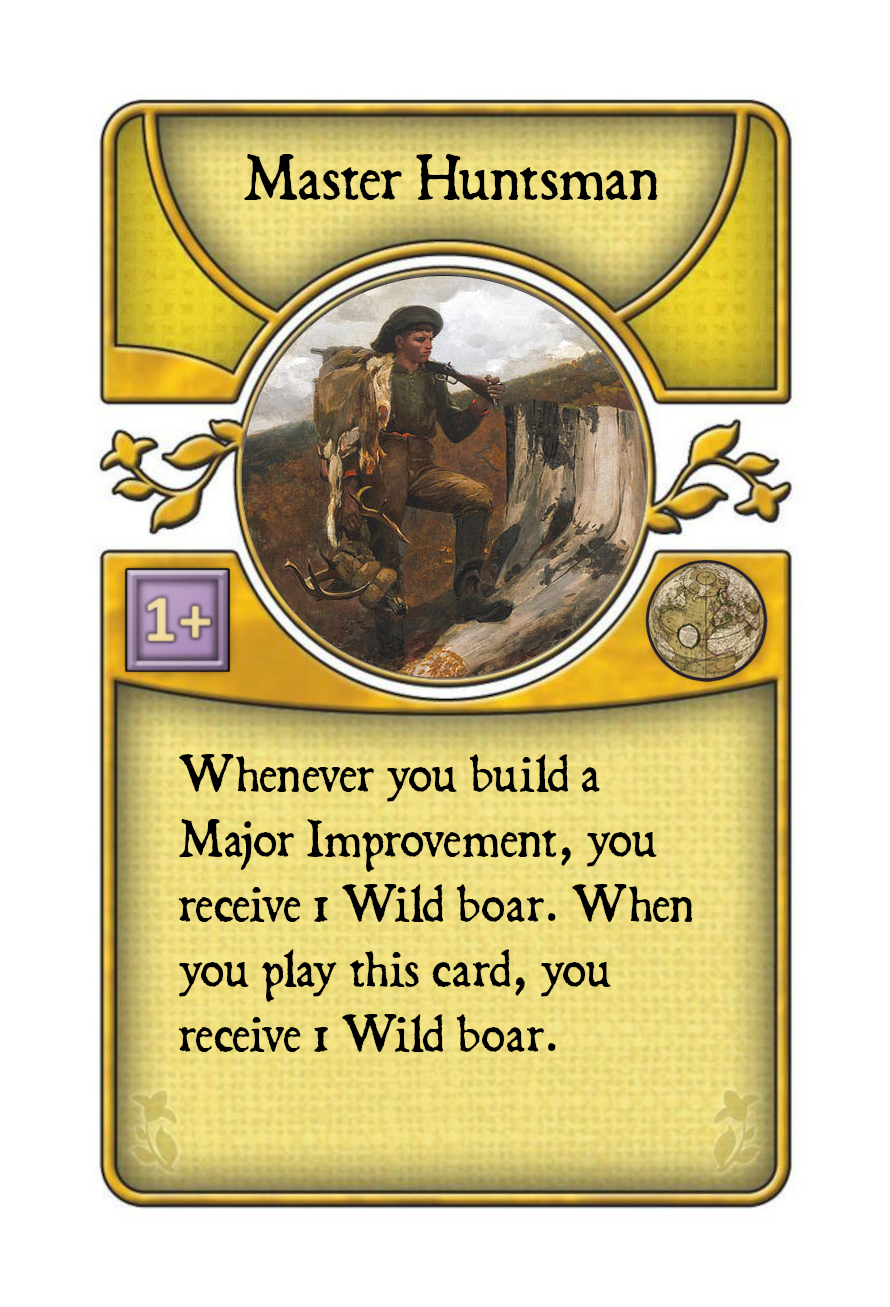 Master Huntsman
1+
Whenever you build a
Major Improvement, you
receive 1 Wild boar. When
you play this card, you
receive 1 Wild boar.